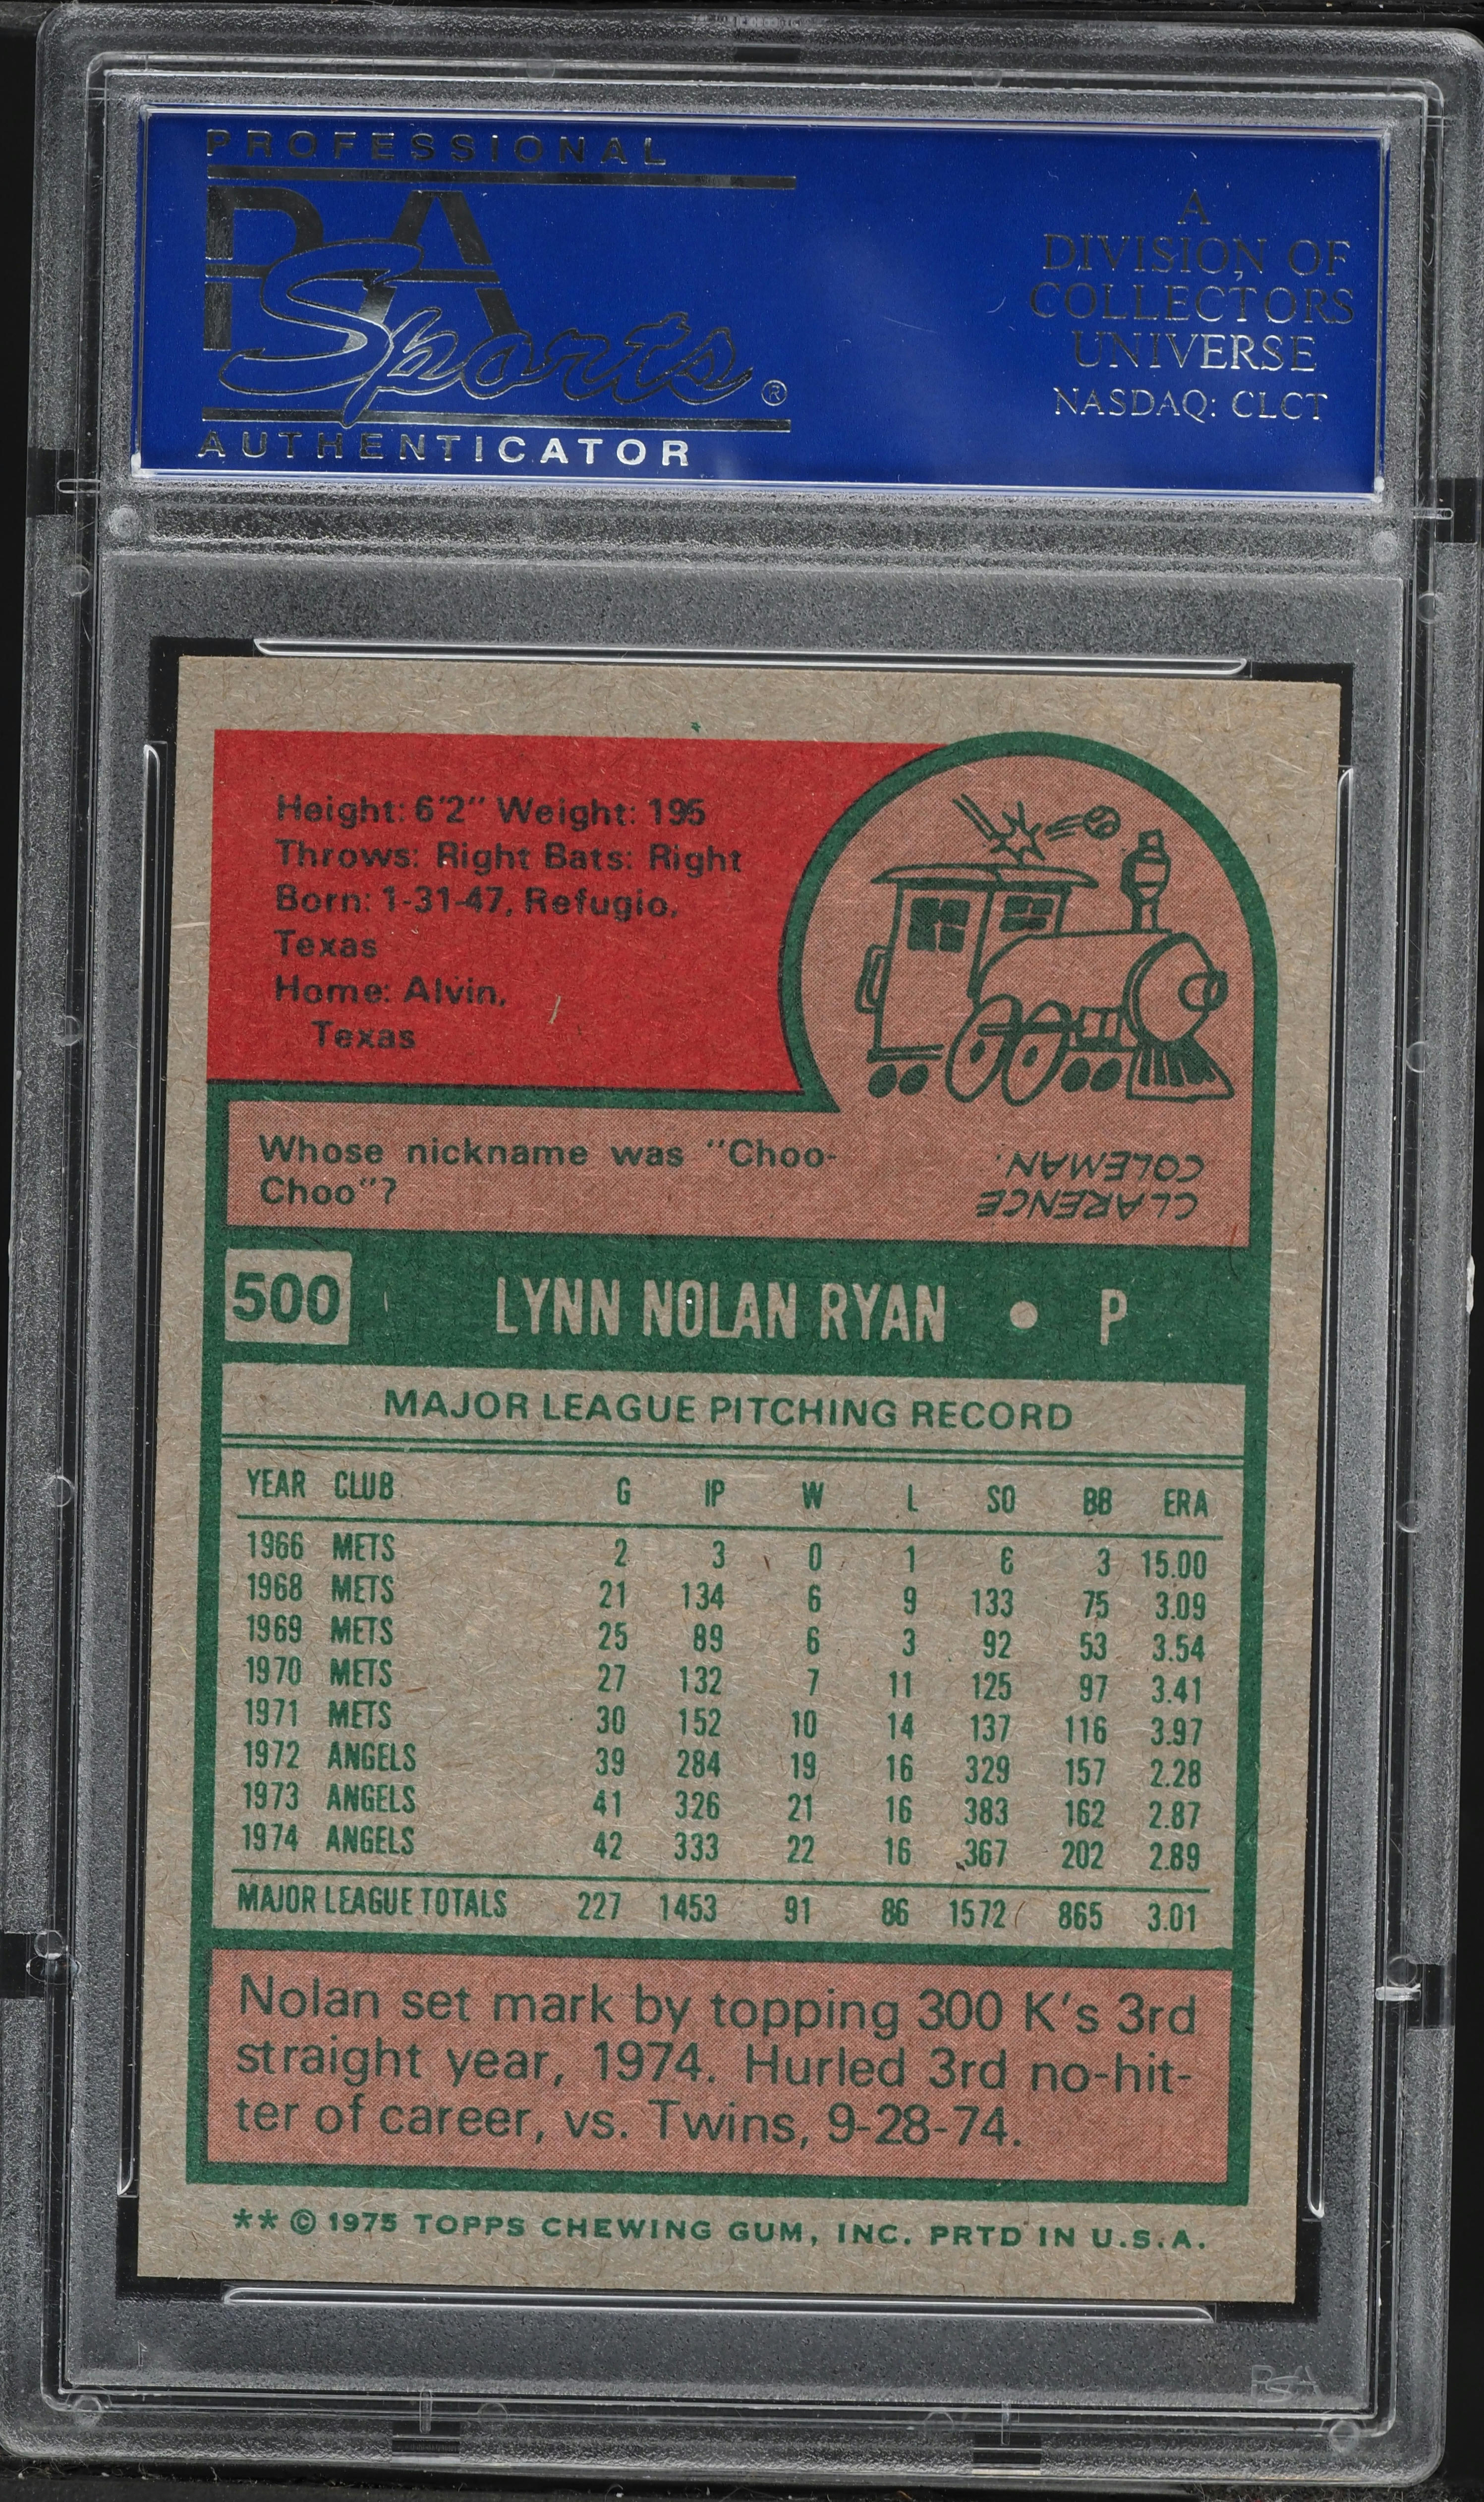 PROFESSIONAL
PSA
Sports®
AUTHENTICATOR
A
DIVISION OF
COLLECTORS
UNIVERSE
NASDAQ: CLCT
Height: 6'2" Weight: 195
Throws: Right Bats: Right
Born: 1-31-47, Refugio,
Texas
Home: Alvin,
Texas
Whose nickname was "Choo-
Choo"?
CLARENCE
COLEMAN.
500 LYNN NOLAN RYAN • P
MAJOR LEAGUE PITCHING RECORD
YEAR CLUB G IP W L SO BB ERA
1966 METS 2 3 0 1 6 3 15.00
1968 METS 21 134 6 9 133 75 3.09
1969 METS 25 89 6 3 92 53 3.54
1970 METS 27 132 7 11 125 97 3.41
1971 METS 30 152 10 14 137 116 3.97
1972 ANGELS 39 284 19 16 329 157 2.28
1973 ANGELS 41 326 21 16 383 162 2.87
1974 ANGELS 42 333 22 16 367 202 2.89
MAJOR LEAGUE TOTALS 227 1453 91 86 1572 865 3.01
Nolan set mark by topping 300 K's 3rd
straight year, 1974. Hurled 3rd no-hit-
ter of career, vs. Twins, 9-28-74.
** © 1975 TOPPS CHEWING GUM, INC. PRTD IN U.S.A.
PSA